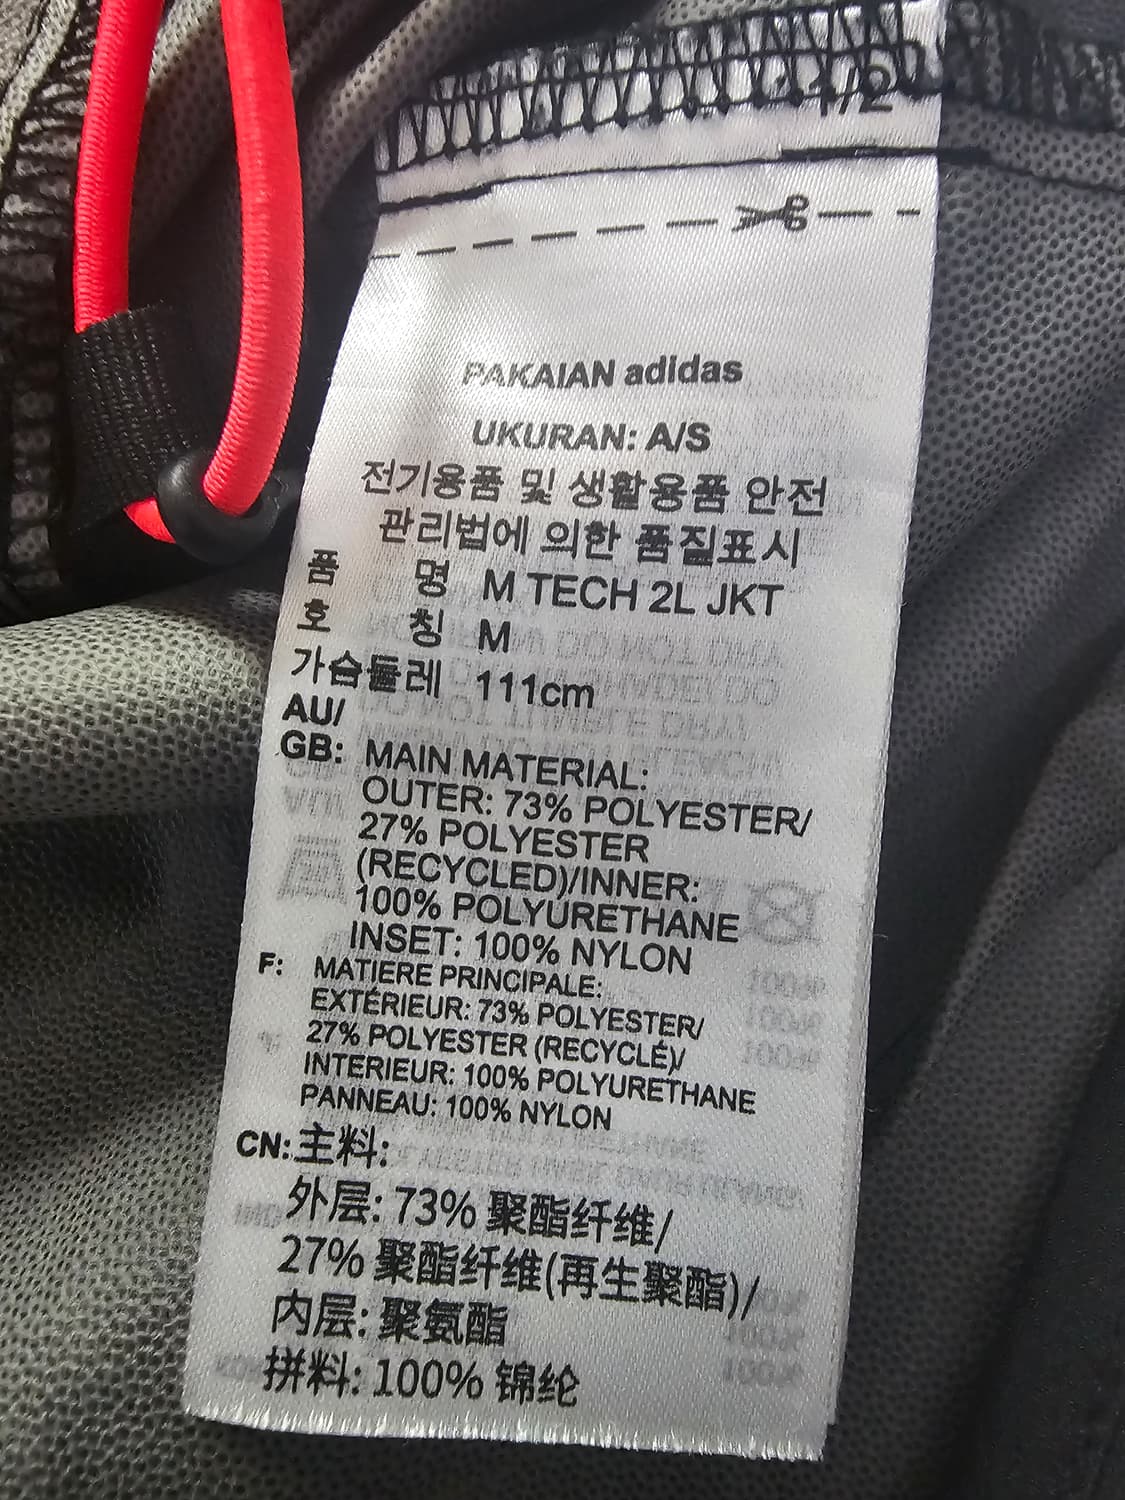 1/2
PAKAIAN adidas
UKURAN: A/S
전기용품 및 생활용품 안전
관리법에 의한 품질표시
품 명 M TECH 2L JKT
호 칭 M
가슴둘레 111cm
AU/
GB: MAIN MATERIAL:
OUTER: 73% POLYESTER/
27% POLYESTER
(RECYCLED)/INNER:
100% POLYURETHANE
INSET: 100% NYLON
F: MATIERE PRINCIPALE:
EXTÉRIEUR: 73% POLYESTER/
27% POLYESTER (RECYCLÉ)/
INTERIEUR: 100% POLYURETHANE
PANNEAU: 100% NYLON
CN: 主料:
外层: 73% 聚酯纤维/
27% 聚酯纤维(再生聚酯)/
内层: 聚氨酯
拼料: 100% 锦纶